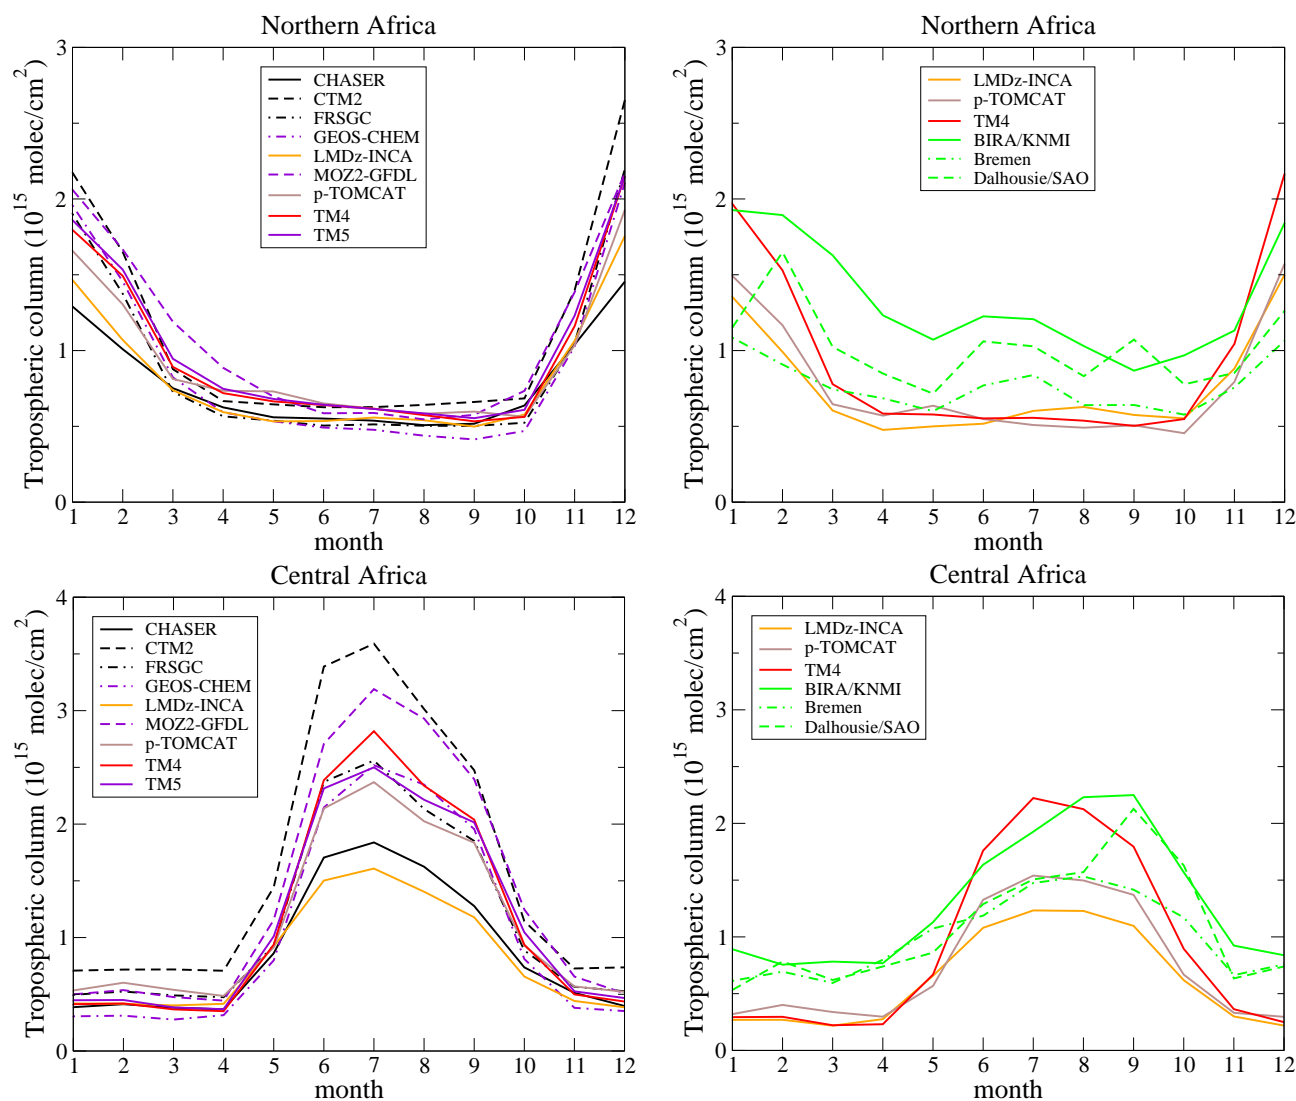 Northern Africa
Tropospheric column (10^15 molec/cm^2)
3
2
1
0
CHASER
CTM2
FRSGC
GEOS-CHEM
LMDz-INCA
MOZ2-GFDL
p-TOMCAT
TM4
TM5
1 2 3 4 5 6 7 8 9 10 11 12
month
Northern Africa
Tropospheric column (10^15 molec/cm^2)
3
2
1
0
LMDz-INCA
p-TOMCAT
TM4
BIRA/KNMI
Bremen
Dalhousie/SAO
1 2 3 4 5 6 7 8 9 10 11 12
month
Central Africa
Tropospheric column (10^15 molec/cm^2)
4
3
2
1
0
CHASER
CTM2
FRSGC
GEOS-CHEM
LMDz-INCA
MOZ2-GFDL
p-TOMCAT
TM4
TM5
1 2 3 4 5 6 7 8 9 10 11 12
month
Central Africa
Tropospheric column (10^15 molec/cm^2)
4
3
2
1
0
LMDz-INCA
p-TOMCAT
TM4
BIRA/KNMI
Bremen
Dalhousie/SAO
1 2 3 4 5 6 7 8 9 10 11 12
month